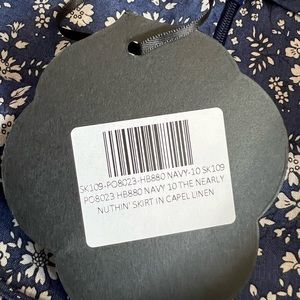 SK109-PO8023-HB880 NAVY-10 SK109
PO8023 HB880 NAVY 10 THE NEARLY
NUTHIN' SKIRT IN CAPEL LINEN